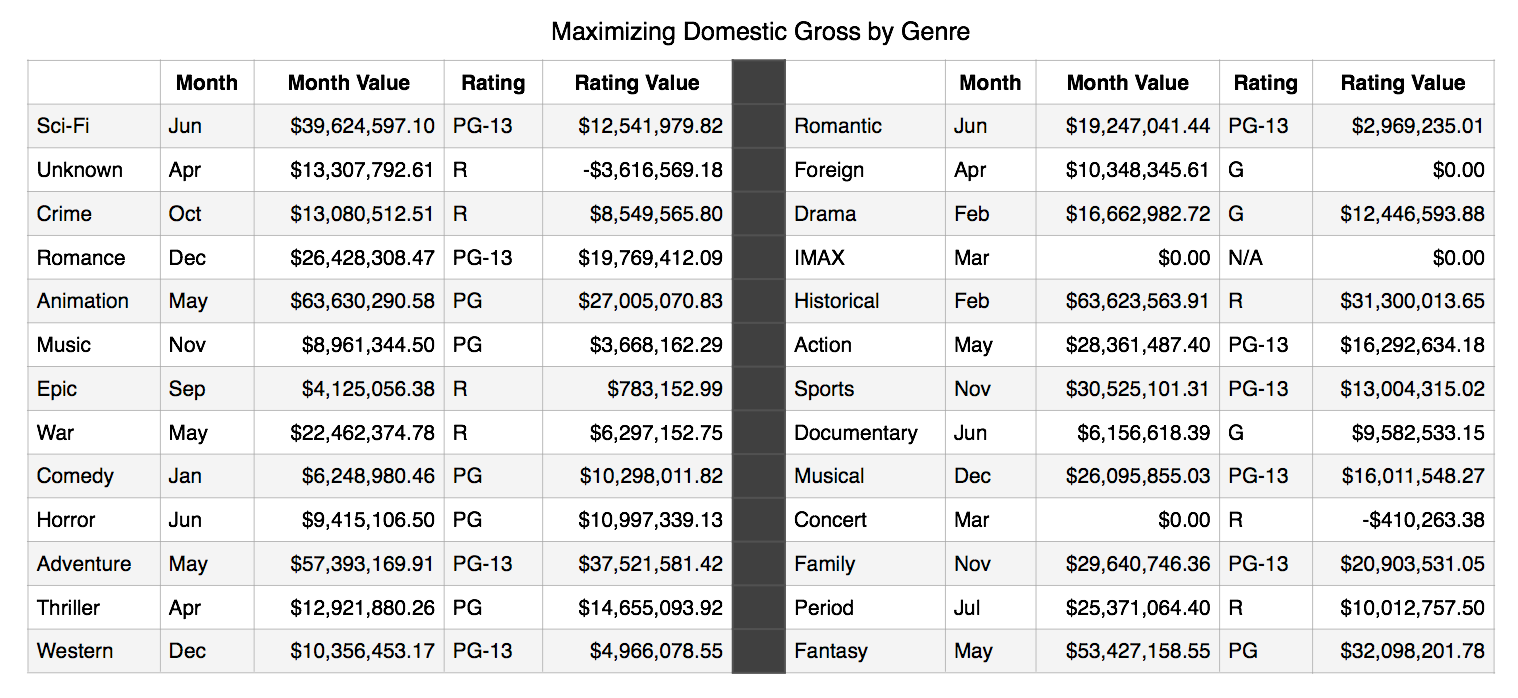 Maximizing Domestic Gross by Genre
Month Month Value Rating Rating Value Month Month Value Rating Rating Value
Sci-Fi Jun $39,624,597.10 PG-13 $12,541,979.82 Romantic Jun $19,247,041.44 PG-13 $2,969,235.01
Unknown Apr $13,307,792.61 R -$3,616,569.18 Foreign Apr $10,348,345.61 G $0.00
Crime Oct $13,080,512.51 R $8,549,565.80 Drama Feb $16,662,982.72 G $12,446,593.88
Romance Dec $26,428,308.47 PG-13 $19,769,412.09 IMAX Mar $0.00 N/A $0.00
Animation May $63,630,290.58 PG $27,005,070.83 Historical Feb $63,623,563.91 R $31,300,013.65
Music Nov $8,961,344.50 PG $3,668,162.29 Action May $28,361,487.40 PG-13 $16,292,634.18
Epic Sep $4,125,056.38 R $783,152.99 Sports Nov $30,525,101.31 PG-13 $13,004,315.02
War May $22,462,374.78 R $6,297,152.75 Documentary Jun $6,156,618.39 G $9,582,533.15
Comedy Jan $6,248,980.46 PG $10,298,011.82 Musical Dec $26,095,855.03 PG-13 $16,011,548.27
Horror Jun $9,415,106.50 PG $10,997,339.13 Concert Mar $0.00 R -$410,263.38
Adventure May $57,393,169.91 PG-13 $37,521,581.42 Family Nov $29,640,746.36 PG-13 $20,903,531.05
Thriller Apr $12,921,880.26 PG $14,655,093.92 Period Jul $25,371,064.40 R $10,012,757.50
Western Dec $10,356,453.17 PG-13 $4,966,078.55 Fantasy May $53,427,158.55 PG $32,098,201.78